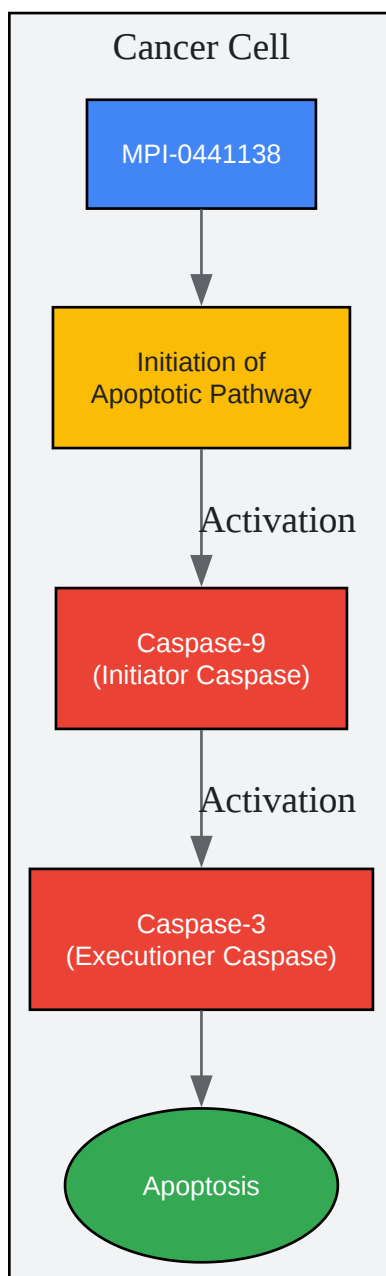 Cancer Cell
MPI-0441138
Initiation of
Apoptotic Pathway
Activation
Caspase-9
(Initiator Caspase)
Activation
Caspase-3
(Executioner Caspase)
Apoptosis